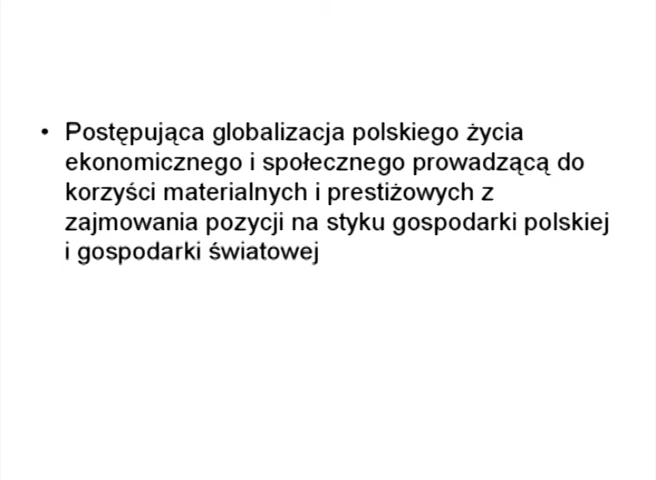 • Postępująca globalizacja polskiego życia
ekonomicznego i społecznego prowadzącą do
korzyści materialnych i prestiżowych z
zajmowania pozycji na styku gospodarki polskiej
i gospodarki światowej